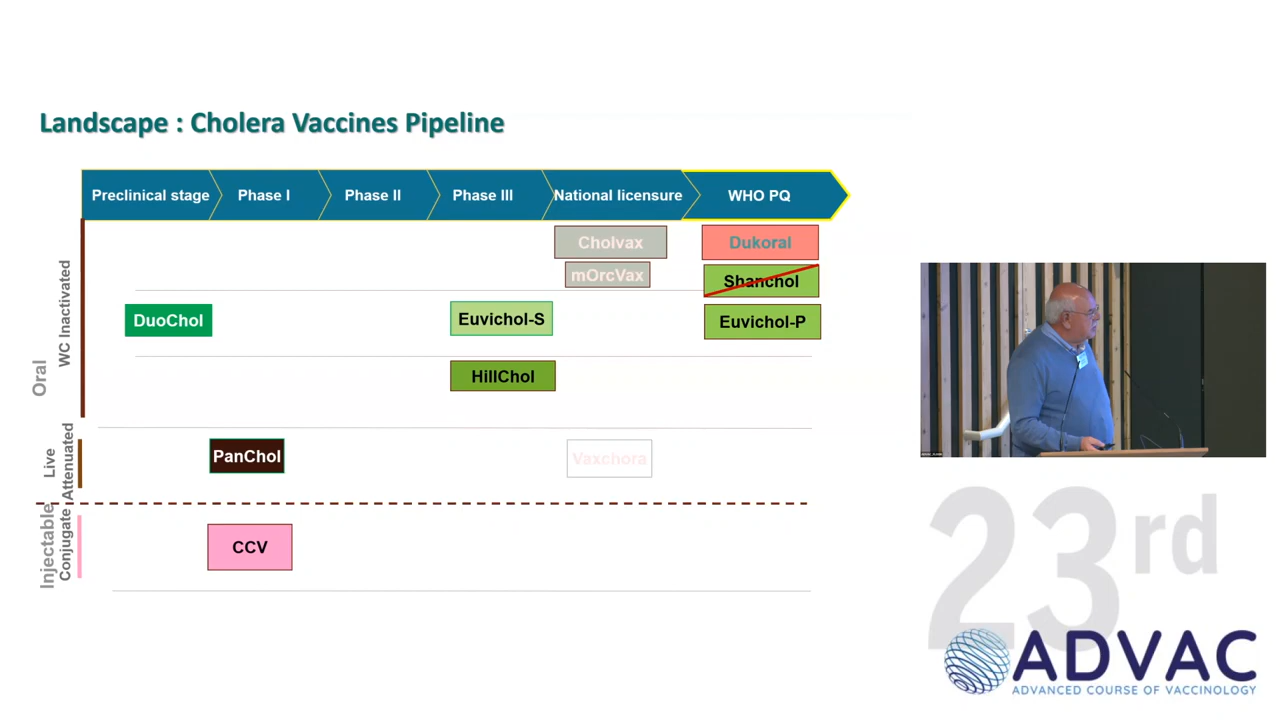 Landscape : Cholera Vaccines Pipeline
Preclinical stage
Phase I
Phase II
Phase III
National licensure
WHO PQ
Oral
WC Inactivated
Cholvax
Dukoral
mOrcVax
Shanchol
DuoChol
Euvichol-S
Euvichol-P
HillChol
Live
Attenuated
PanChol
Vaxchora
Injectable
Conjugate
CCV
23rd
ADVAC
ADVANCED COURSE OF VACCINOLOGY